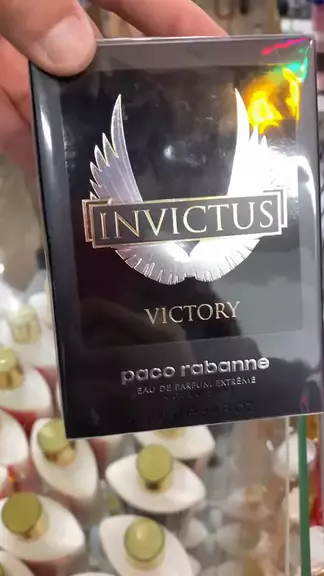 INVICTUS
VICTORY
paco rabanne
EAU DE PARFUM EXTRÊME